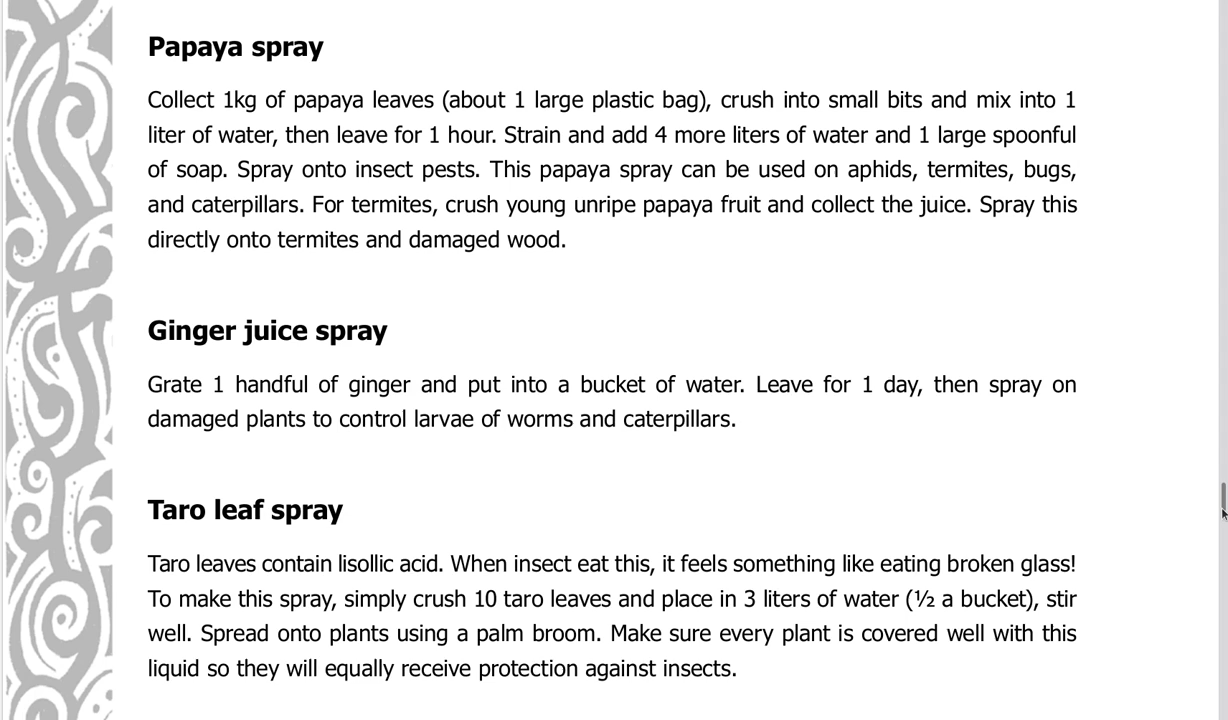 Papaya spray
Collect 1kg of papaya leaves (about 1 large plastic bag), crush into small bits and mix into 1
liter of water, then leave for 1 hour. Strain and add 4 more liters of water and 1 large spoonful
of soap. Spray onto insect pests. This papaya spray can be used on aphids, termites, bugs,
and caterpillars. For termites, crush young unripe papaya fruit and collect the juice. Spray this
directly onto termites and damaged wood.
Ginger juice spray
Grate 1 handful of ginger and put into a bucket of water. Leave for 1 day, then spray on
damaged plants to control larvae of worms and caterpillars.
Taro leaf spray
Taro leaves contain lisollic acid. When insect eat this, it feels something like eating broken glass!
To make this spray, simply crush 10 taro leaves and place in 3 liters of water (½ a bucket), stir
well. Spread onto plants using a palm broom. Make sure every plant is covered well with this
liquid so they will equally receive protection against insects.